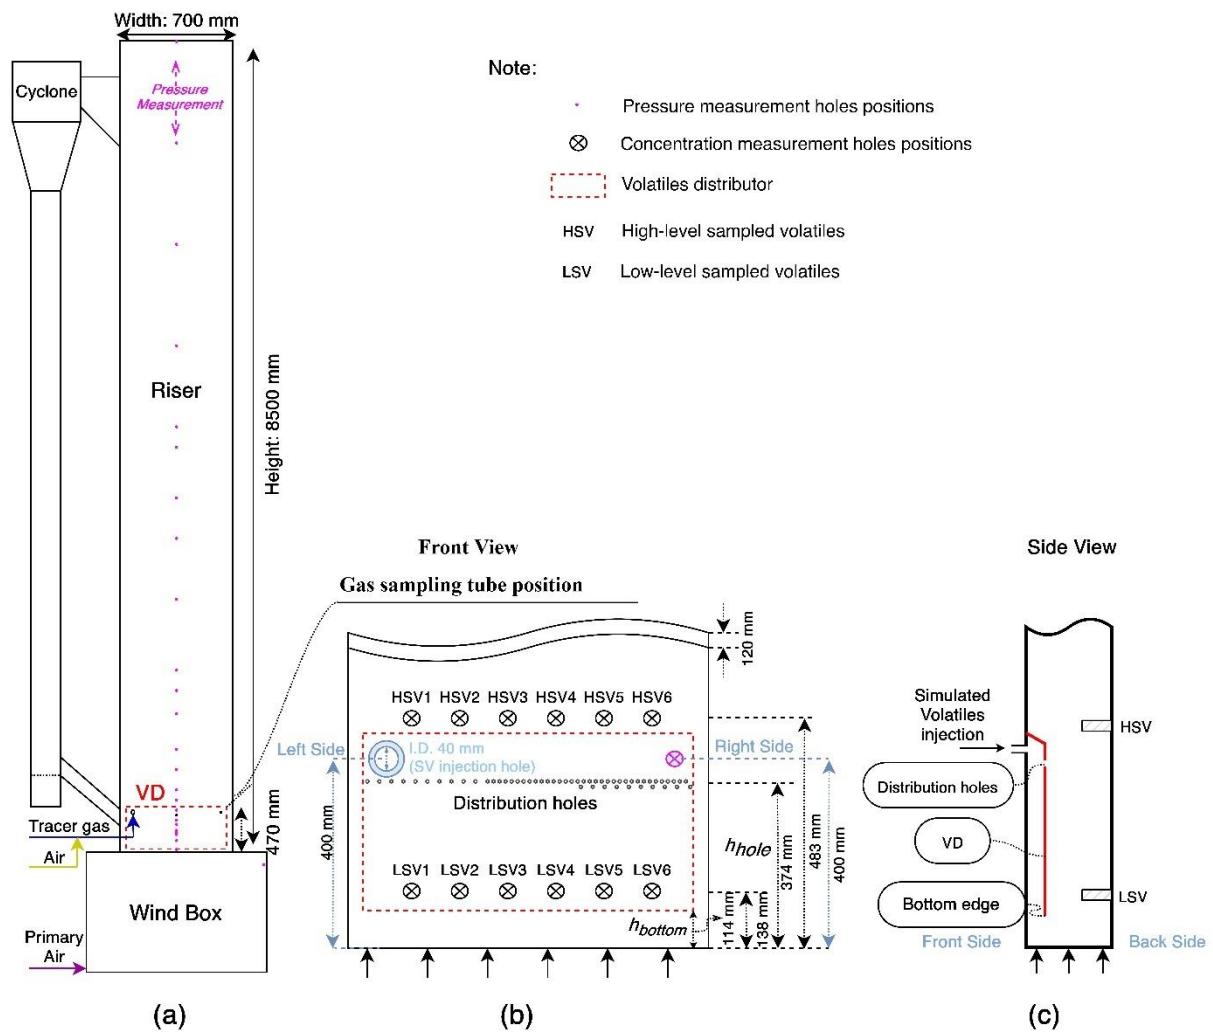 Width: 700 mm
Cyclone
Pressure
Measurement
Riser
Height: 8500 mm
VD
470 mm
Tracer gas
Air
Wind Box
Primary
Air
(a)
Note:
Pressure measurement holes positions
Concentration measurement holes positions
Volatiles distributor
HSV High-level sampled volatiles
LSV Low-level sampled volatiles
Front View
Gas sampling tube position
120 mm
HSV1 HSV2 HSV3 HSV4 HSV5 HSV6
Left Side
I.D. 40 mm
(SV injection hole)
Right Side
Distribution holes
400 mm
LSV1 LSV2 LSV3 LSV4 LSV5 LSV6
hhole
hbottom
114 mm
138 mm
374 mm
483 mm
400 mm
(b)
Side View
Simulated
Volatiles
injection
HSV
Distribution holes
VD
LSV
Bottom edge
Front Side
Back Side
(c)